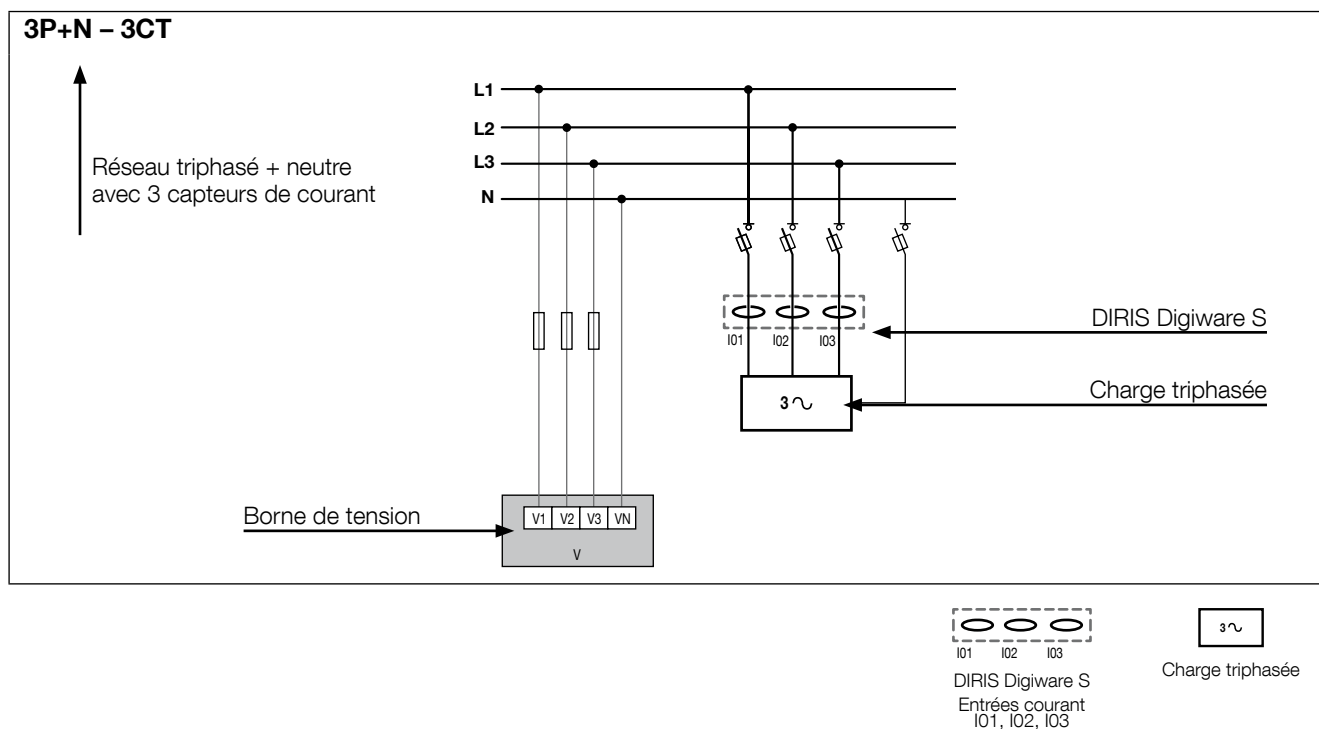 3P+N – 3CT
Réseau triphasé + neutre
avec 3 capteurs de courant
L1
L2
L3
N
I01 I02 I03
DIRIS Digiware S
3
Charge triphasée
Borne de tension
V1 V2 V3 VN
V
I01 I02 I03
DIRIS Digiware S
Entrées courant
I01, I02, I03
3
Charge triphasée